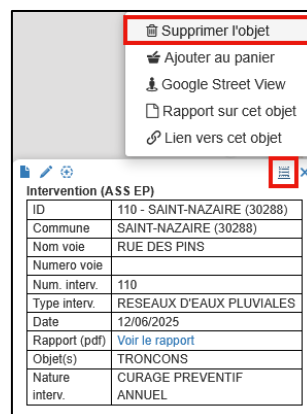 Supprimer l'objet
Ajouter au panier
Google Street View
Rapport sur cet objet
Lien vers cet objet
Intervention (ASS EP)
ID 110 - SAINT-NAZAIRE (30288)
Commune SAINT-NAZAIRE (30288)
Nom voie RUE DES PINS
Numero voie
Num. interv. 110
Type interv. RESEAUX D'EAUX PLUVIALES
Date 12/06/2025
Rapport (pdf) Voir le rapport
Objet(s) TRONCONS
Nature CURAGE PREVENTIF
interv. ANNUEL